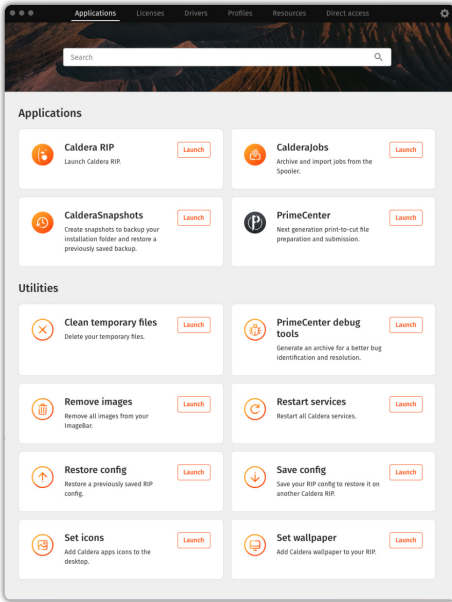 Applications Licenses Drivers Profiles Resources Direct access
Search
Applications
Caldera RIP
Launch Caldera RIP.
Launch
CalderaJobs
Archive and import jobs from the
Spooler.
Launch
CalderaSnapshots
Create snapshots to backup your
installation folder and restore a
previously saved backup.
Launch
PrimeCenter
Next generation print-to-cut file
preparation and submission.
Launch
Utilities
Clean temporary files
Delete your temporary files.
Launch
PrimeCenter debug
tools
Generate an archive for a better bug
identification and resolution.
Launch
Remove images
Remove all images from your
ImageBar.
Launch
Restart services
Restart all Caldera services.
Launch
Restore config
Restore a previously saved RIP
config.
Launch
Save config
Save your RIP config to restore it on
another Caldera RIP.
Launch
Set icons
Add Caldera apps icons to the
desktop.
Launch
Set wallpaper
Add Caldera wallpaper to your RIP.
Launch